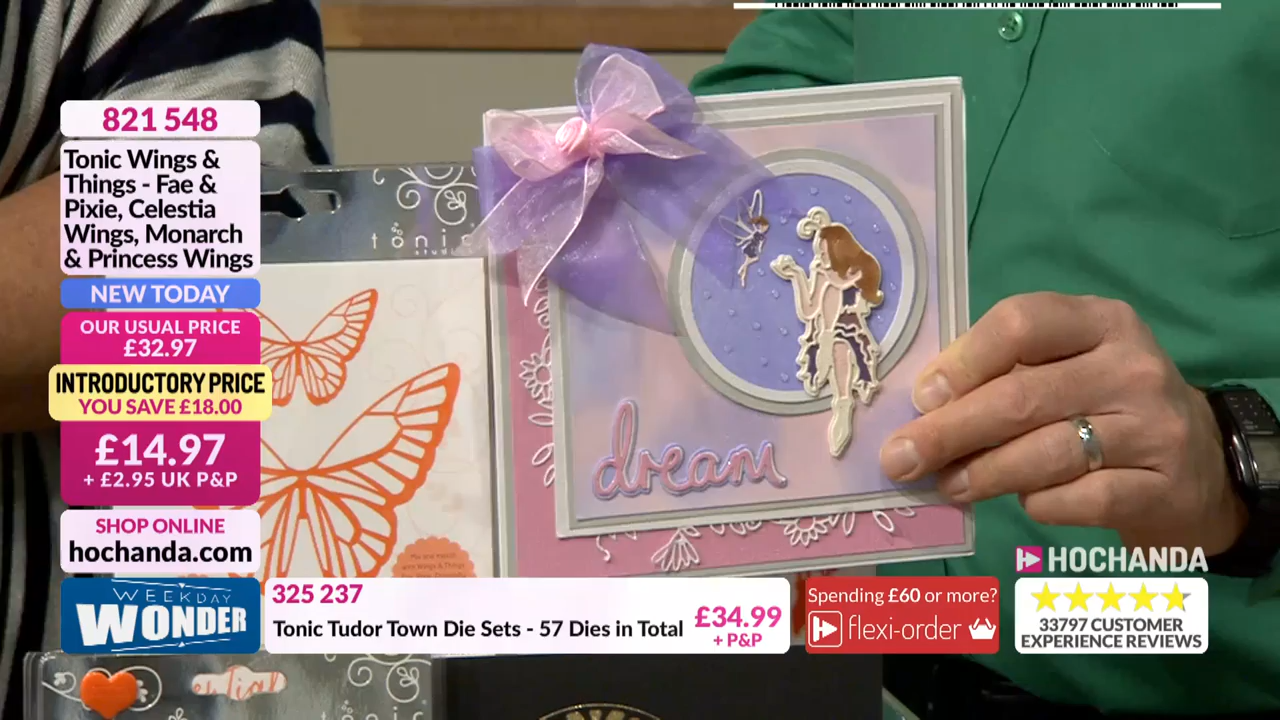 821 548
Tonic Wings &
Things - Fae &
Pixie, Celestia
Wings, Monarch
& Princess Wings
NEW TODAY
OUR USUAL PRICE
£32.97
INTRODUCTORY PRICE
YOU SAVE £18.00
£14.97
+ £2.95 UK P&P
SHOP ONLINE
hochanda.com
tonic
dream
WEEKDAY
WONDER
325 237
Tonic Tudor Town Die Sets - 57 Dies in Total
£34.99
+ P&P
Spending £60 or more?
flexi-order
HOCHANDA
33797 CUSTOMER
EXPERIENCE REVIEWS
tonic